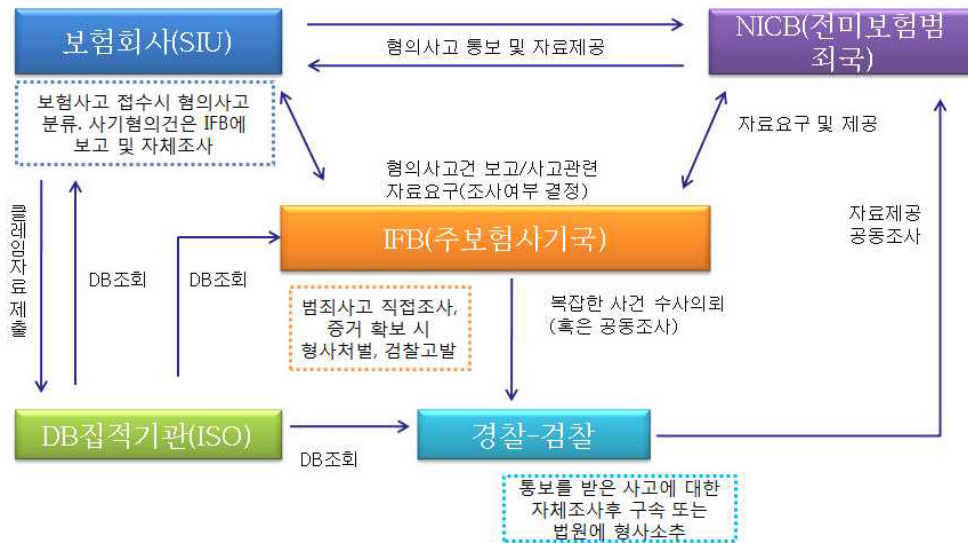 보험회사(SIU)
혐의사고 통보 및 자료제공
NICB(전미보험범
죄국)
보험사고 접수시 혐의사고
분류. 사기혐의건은 IFB에
보고 및 자체조사
자료요구 및 제공
혐의사고건 보고/사고관련
자료요구(조사여부 결정)
클레임자료 제출
DB조회
DB조회
IFB(주보험사기국)
자료제공
공동조사
범죄사고 직접조사,
증거 확보 시
형사처벌, 검찰고발
복잡한 사건 수사의뢰
(혹은 공동조사)
DB집적기관(ISO)
DB조회
경찰-검찰
통보를 받은 사고에 대한
자체조사후 구속 또는
법원에 형사소추